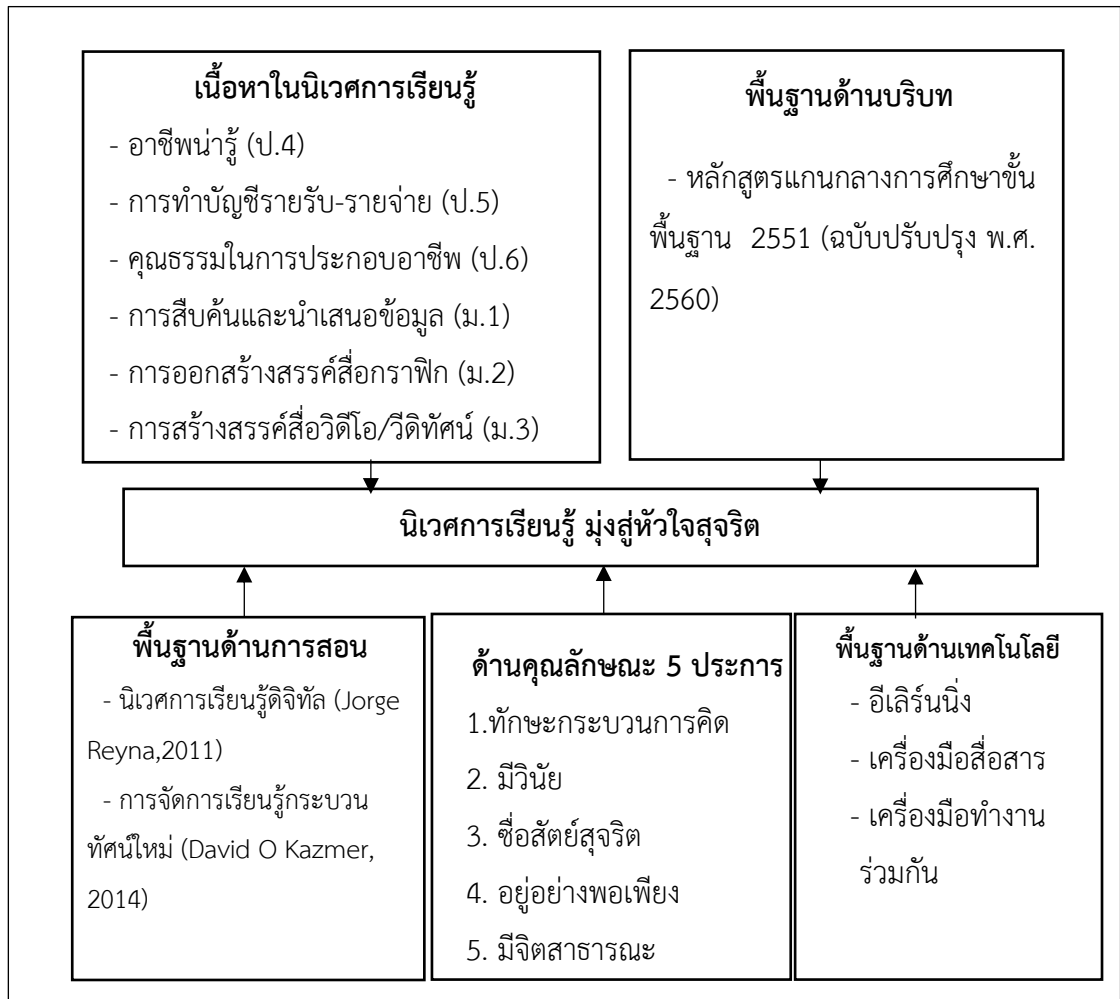 เนื้อหาในนิเวศการเรียนรู้
- อาชีพน่ารู้ (ป.4)
- การทำบัญชีรายรับ-รายจ่าย (ป.5)
- คุณธรรมในการประกอบอาชีพ (ป.6)
- การสืบค้นและนำเสนอข้อมูล (ม.1)
- การออกสร้างสรรค์สื่อกราฟิก (ม.2)
- การสร้างสรรค์สื่อวิดีโอ/วีดิทัศน์ (ม.3)
พื้นฐานด้านบริบท
- หลักสูตรแกนกลางการศึกษาขั้น
พื้นฐาน 2551 (ฉบับปรับปรุง พ.ศ.
2560)
นิเวศการเรียนรู้ มุ่งสู่หัวใจสุจริต
พื้นฐานด้านการสอน
- นิเวศการเรียนรู้ดิจิทัล (Jorge
Reyna,2011)
- การจัดการเรียนรู้กระบวน
ทัศน์ใหม่ (David O Kazmer,
2014)
ด้านคุณลักษณะ 5 ประการ
1.ทักษะกระบวนการคิด
2. มีวินัย
3. ซื่อสัตย์สุจริต
4. อยู่อย่างพอเพียง
5. มีจิตสาธารณะ
พื้นฐานด้านเทคโนโลยี
- อีเลิร์นนิ่ง
- เครื่องมือสื่อสาร
- เครื่องมือทำงาน
ร่วมกัน